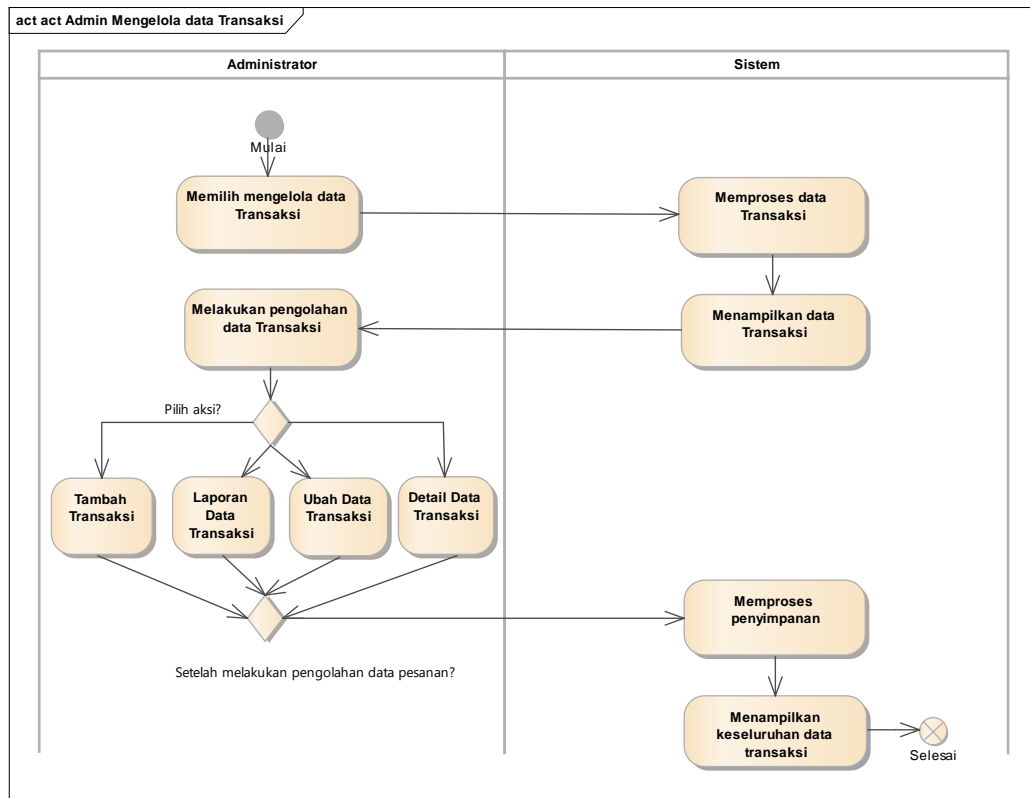 act act Admin Mengelola data Transaksi
Administrator
Sistem
Mulai
Memilih mengelola data
Transaksi
Memproses data
Transaksi
Melakukan pengolahan
data Transaksi
Menampilkan data
Transaksi
Pilih aksi?
Tambah
Transaksi
Laporan
Data
Transaksi
Ubah Data
Transaksi
Detail Data
Transaksi
Memproses
penyimpanan
Setelah melakukan pengolahan data pesanan?
Menampilkan
keseluruhan data
transaksi
Selesai